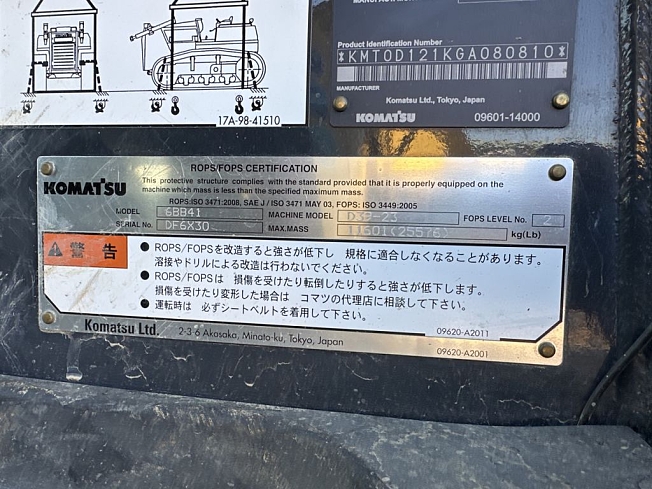 17A-98-41510
Product Identification Number
*KMT0D121KGA080810*
MANUFACTURER
Komatsu Ltd., Tokyo, Japan
KOMATSU
09601-14000
KOMATSU
ROPS/FOPS CERTIFICATION
This protective structure complies with the standard provided that it is properly equipped on the
machine which mass is less than the specified maximum mass.
ROPS:ISO 3471:2008, SAE J / ISO 3471 MAY 03, FOPS: ISO 3449:2005
MODEL 6BB41 MACHINE MODEL D39-23 FOPS LEVEL No. 2
SERIAL No. DF6X30 MAX.MASS 11601(25576) kg(Lb)
警告
● ROPS/FOPSを改造すると強さが低下し 規格に適合しなくなることがあります。
溶接やドリルによる改造は行わないでください。
● ROPS/FOPSは 損傷を受けたり転倒したりすると強さが低下します。
損傷を受けたり変形した場合は コマツの代理店に相談して下さい。
● 運転時は 必ずシートベルトを着用して下さい。
09620-A2011
Komatsu Ltd. 2-3-6 Akasaka, Minato-ku, Tokyo, Japan
09620-A2001